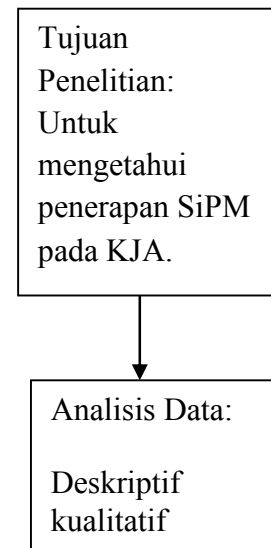 Tujuan
Penelitian:
Untuk
mengetahui
penerapan SiPM
pada KJA.
Analisis Data:
Deskriptif
kualitatif